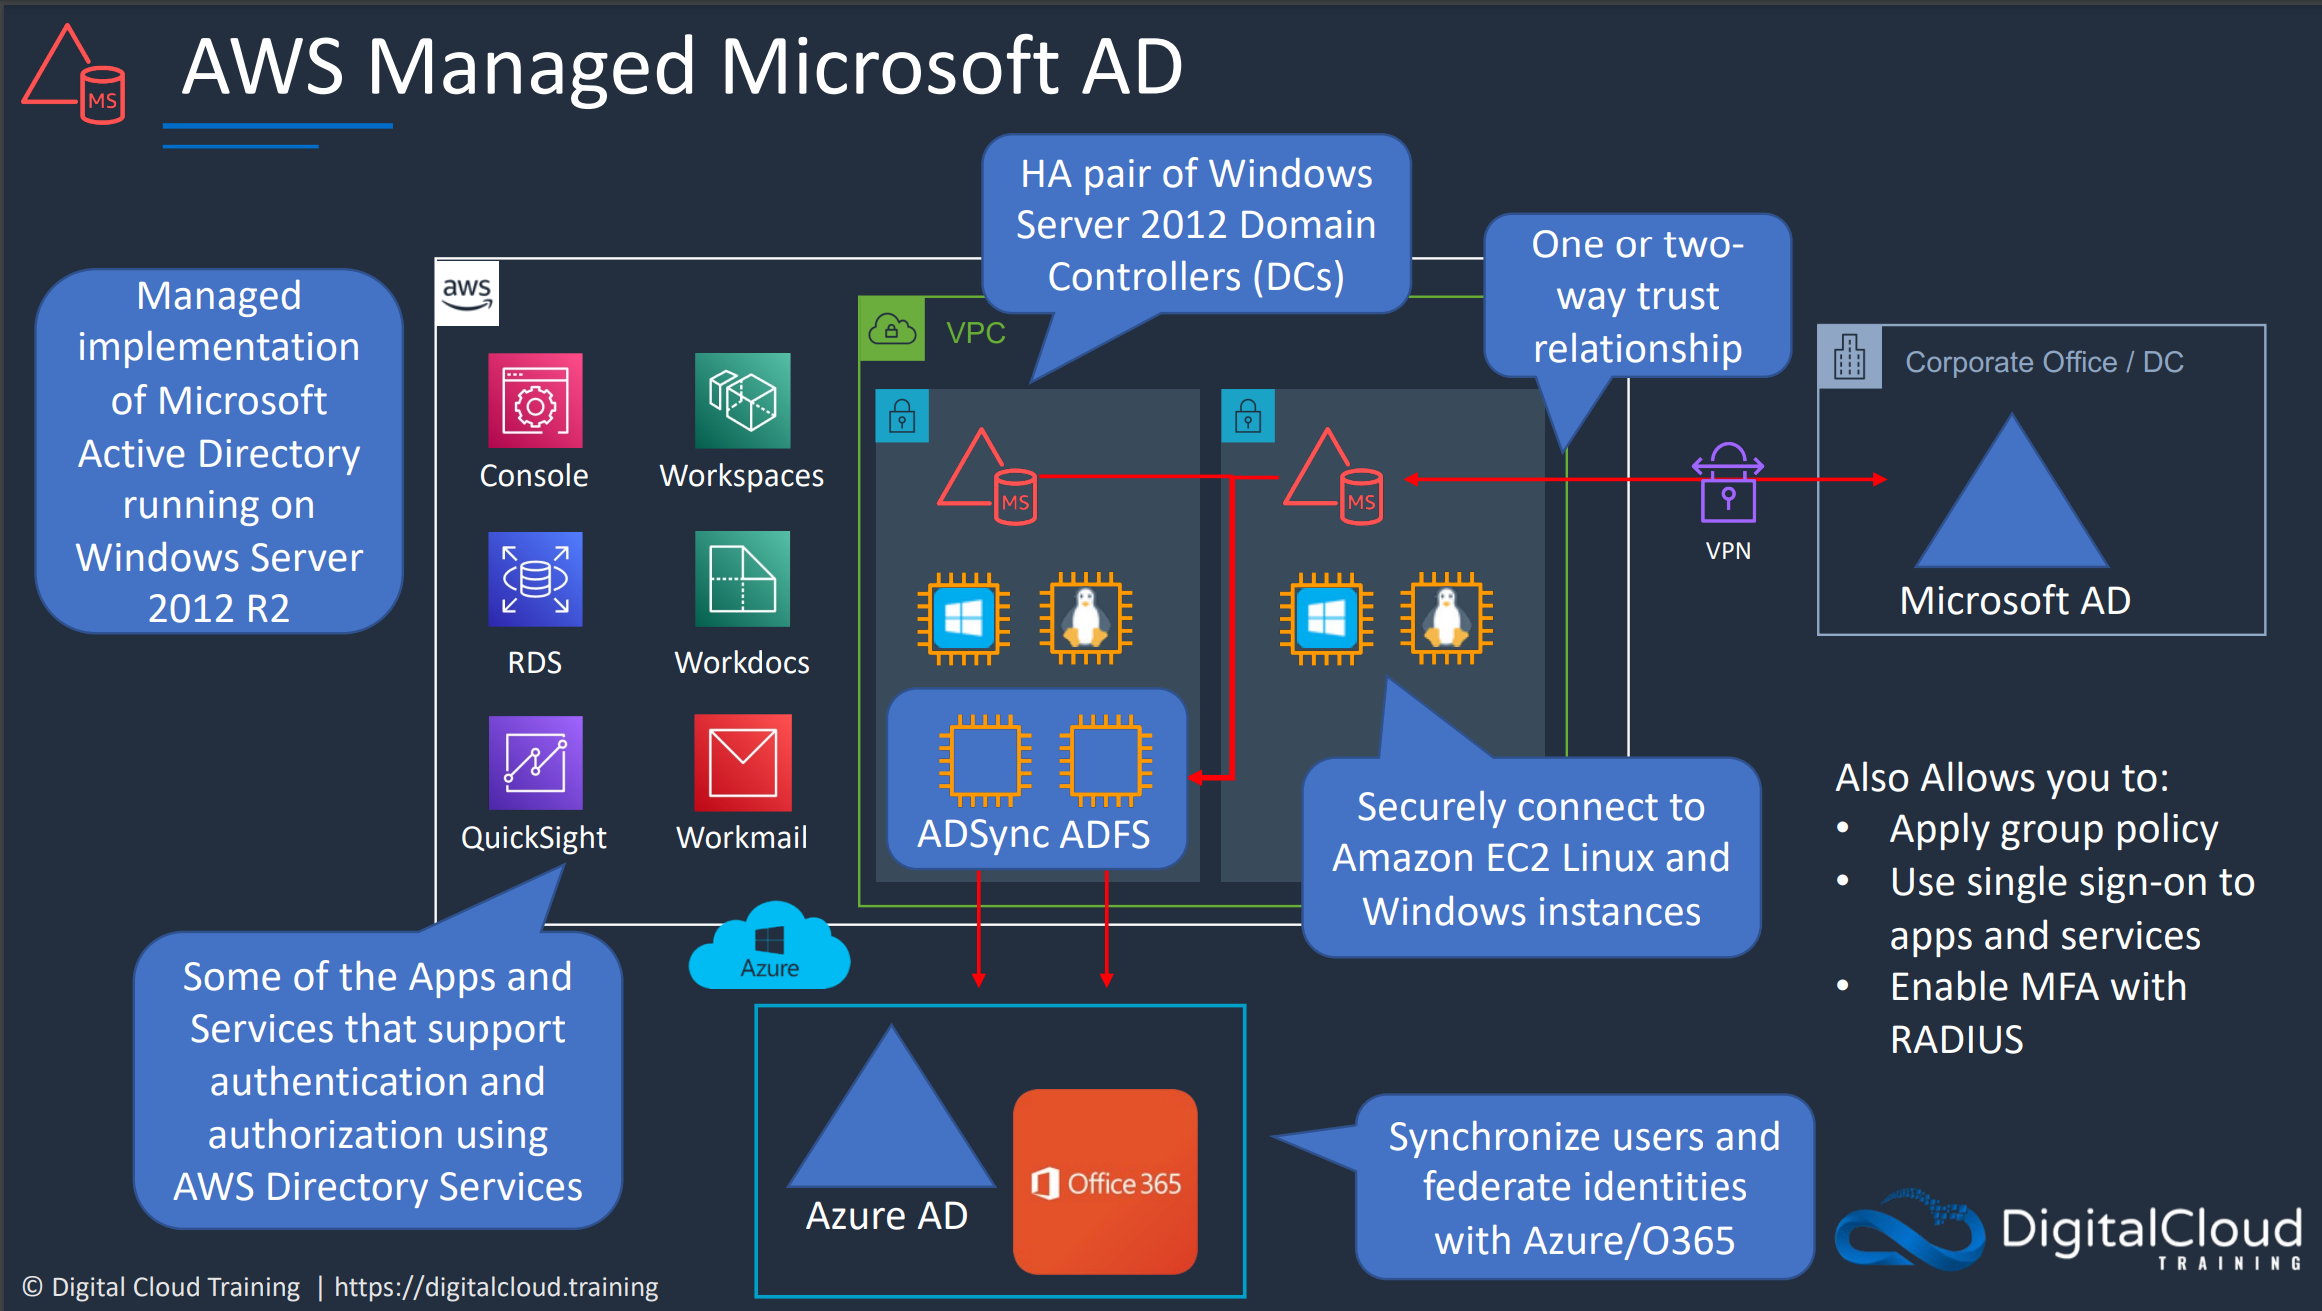 MS
AWS Managed Microsoft AD
HA pair of Windows
Server 2012 Domain
Controllers (DCs)
One or two-
way trust
relationship
Managed
implementation
of Microsoft
Active Directory
running on
Windows Server
2012 R2
aws
VPC
Corporate Office / DC
Console
Workspaces
MS
MS
VPN
Microsoft AD
RDS
Workdocs
QuickSight
Workmail
ADSync
ADFS
Securely connect to
Amazon EC2 Linux and
Windows instances
Also Allows you to:
• Apply group policy
• Use single sign-on to
apps and services
• Enable MFA with
RADIUS
Azure
Some of the Apps and
Services that support
authentication and
authorization using
AWS Directory Services
Azure AD
Office 365
Synchronize users and
federate identities
with Azure/O365
DigitalCloud
TRAINING
© Digital Cloud Training | https://digitalcloud.training